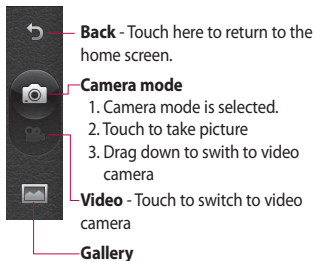 Back - Touch here to return to the
home screen.
Camera mode
1. Camera mode is selected.
2. Touch to take picture
3. Drag down to swith to video
camera
Video - Touch to switch to video
camera
Gallery